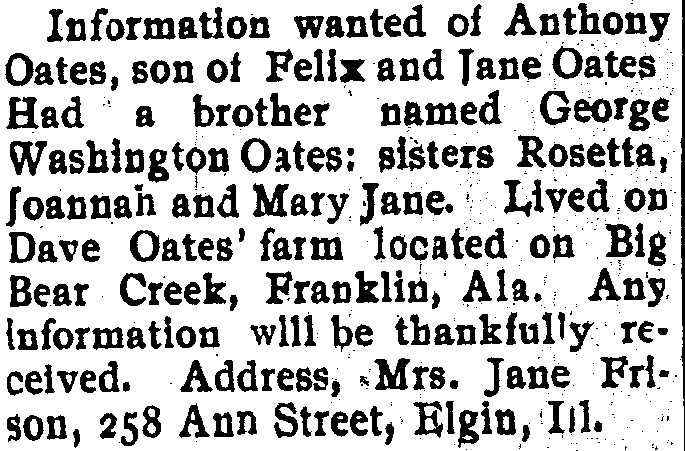 Information wanted of Anthony
Oates, son of Felix and Jane Oates
Had a brother named George
Washington Oates: sisters Rosetta,
Joannah and Mary Jane. Lived on
Dave Oates' farm located on Big
Bear Creek, Franklin, Ala. Any
information will be thankfully re-
ceived. Address, Mrs. Jane Fri-
son, 258 Ann Street, Elgin, Ill.